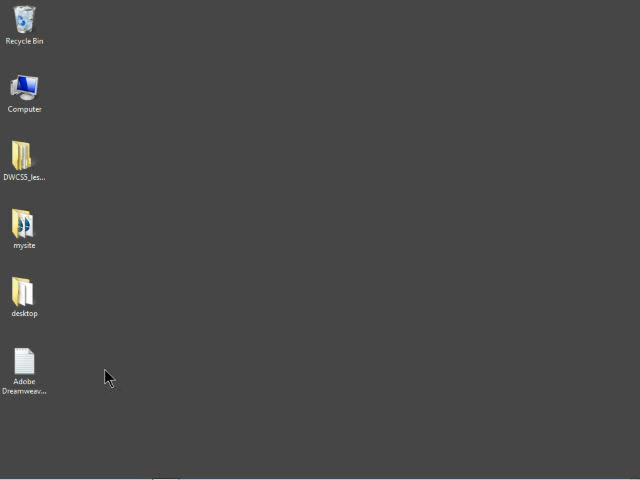 Recycle Bin
Computer
DWCS5_les...
mysite
desktop
Adobe
Dreamweav...